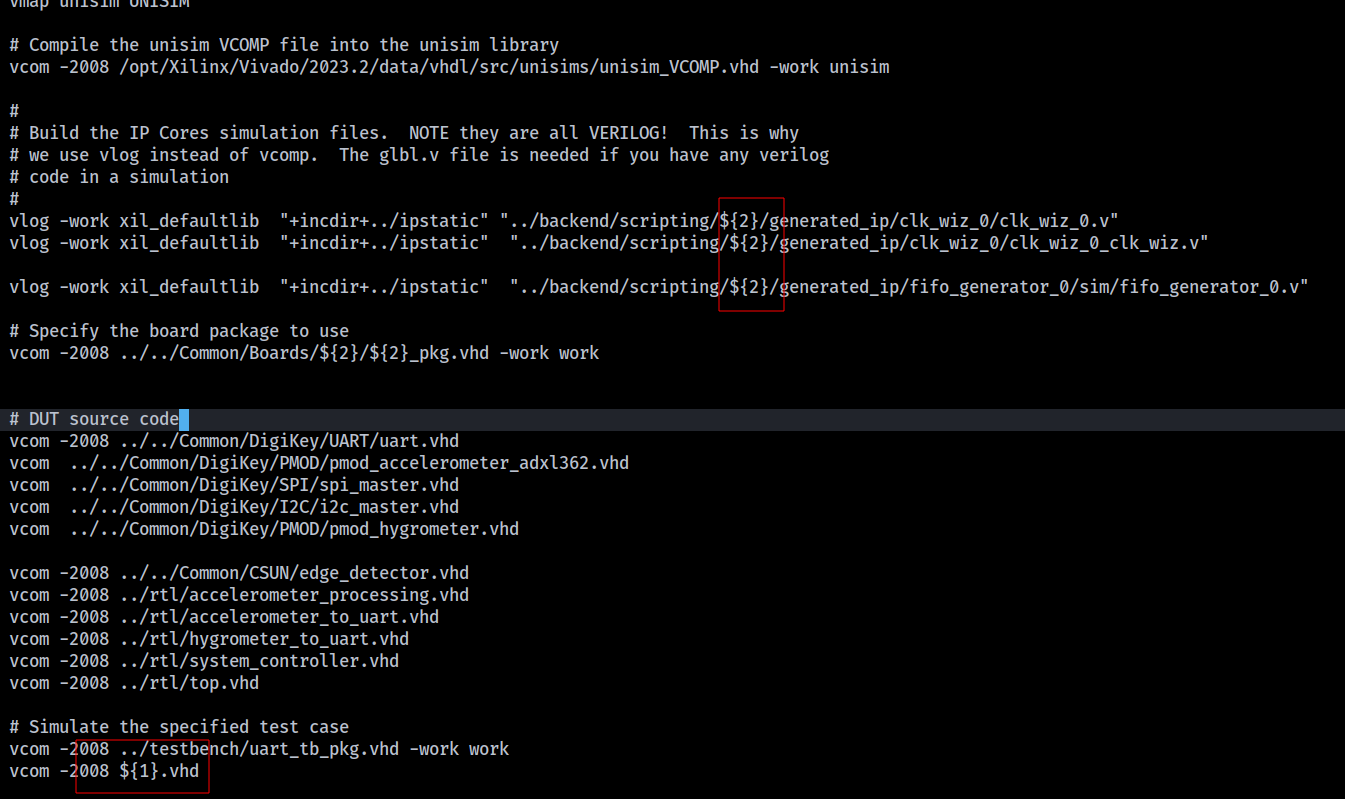 vmap unisim UNISIM
# Compile the unisim VCOMP file into the unisim library
vcom -2008 /opt/Xilinx/Vivado/2023.2/data/vhdl/src/unisims/unisim_VCOMP.vhd -work unisim
#
# Build the IP Cores simulation files.  NOTE they are all VERILOG!  This is why
# we use vlog instead of vcomp.  The glbl.v file is needed if you have any verilog
# code in a simulation
#
vlog -work xil_defaultlib  "+incdir+../ipstatic" "../backend/scripting/${2}/generated_ip/clk_wiz_0/clk_wiz_0.v"
vlog -work xil_defaultlib  "+incdir+../ipstatic"  "../backend/scripting/${2}/generated_ip/clk_wiz_0/clk_wiz_0_clk_wiz.v"
vlog -work xil_defaultlib  "+incdir+../ipstatic"  "../backend/scripting/${2}/generated_ip/fifo_generator_0/sim/fifo_generator_0.v"
# Specify the board package to use
vcom -2008 ../../Common/Boards/${2}/${2}_pkg.vhd -work work
# DUT source code
vcom -2008 ../../Common/DigiKey/UART/uart.vhd
vcom  ../../Common/DigiKey/PMOD/pmod_accelerometer_adxl362.vhd
vcom  ../../Common/DigiKey/SPI/spi_master.vhd
vcom  ../../Common/DigiKey/I2C/i2c_master.vhd
vcom  ../../Common/DigiKey/PMOD/pmod_hygrometer.vhd
vcom -2008 ../../Common/CSUN/edge_detector.vhd
vcom -2008 ../rtl/accelerometer_processing.vhd
vcom -2008 ../rtl/accelerometer_to_uart.vhd
vcom -2008 ../rtl/hygrometer_to_uart.vhd
vcom -2008 ../rtl/system_controller.vhd
vcom -2008 ../rtl/top.vhd
# Simulate the specified test case
vcom -2008 ../testbench/uart_tb_pkg.vhd -work work
vcom -2008 ${1}.vhd